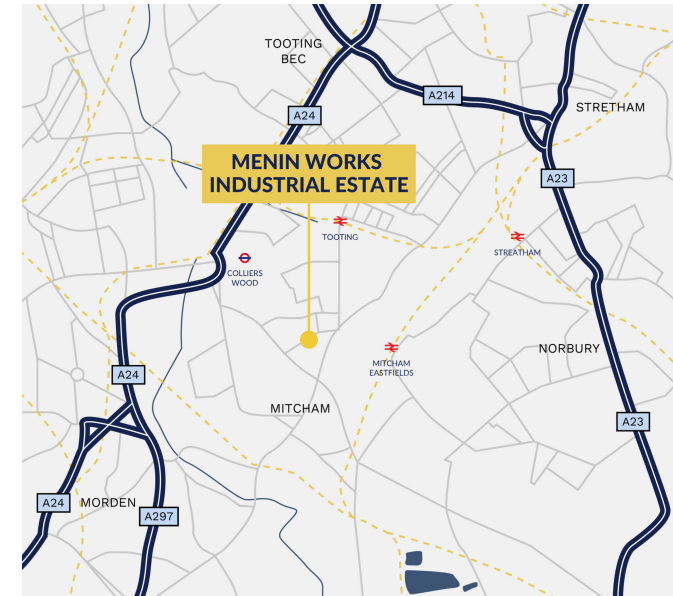 TOOTING
BEC
A214
STRETHAM
A24
MENIN WORKS
INDUSTRIAL ESTATE
A23
TOOTING
STREATHAM
COLLIERS
WOOD
NORBURY
MITCHAM
EASTFIELDS
A24
MITCHAM
A23
A24
MORDEN
A297